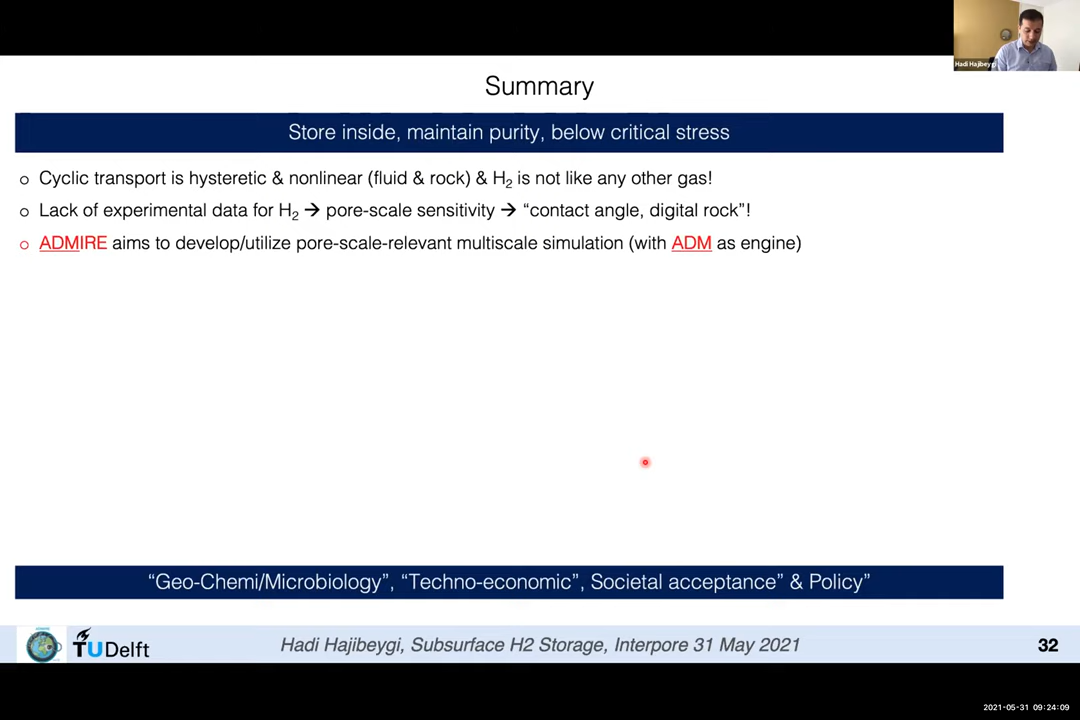 Hadi Hajibeygi
Summary
Store inside, maintain purity, below critical stress
o Cyclic transport is hysteretic & nonlinear (fluid & rock) & H₂ is not like any other gas!
o Lack of experimental data for H₂ → pore-scale sensitivity → “contact angle, digital rock”!
o ADMIRE aims to develop/utilize pore-scale-relevant multiscale simulation (with ADM as engine)
“Geo-Chemi/Microbiology”, “Techno-economic”, Societal acceptance” & Policy”
TU Delft
Hadi Hajibeygi, Subsurface H2 Storage, Interpore 31 May 2021
32
2021-05-31 09:24:09